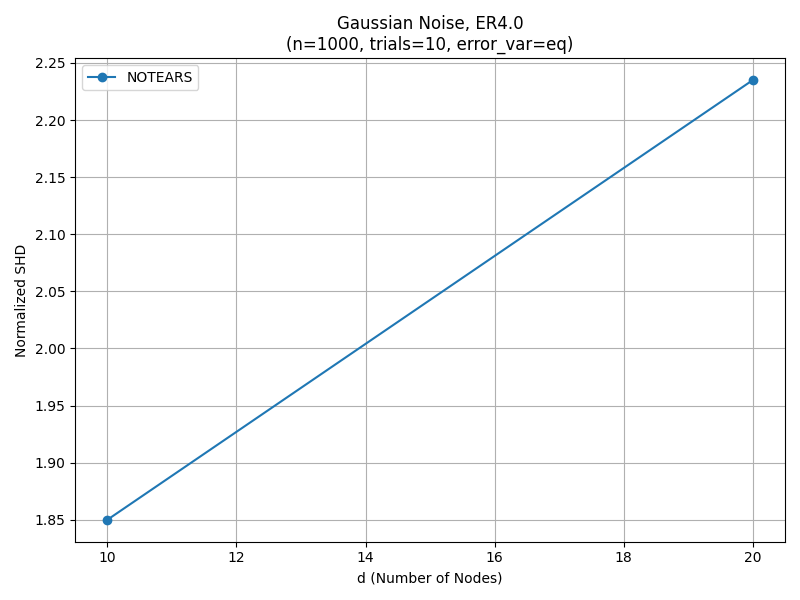 Gaussian Noise, ER4.0
(n=1000, trials=10, error_var=eq)
NOTEARS
Normalized SHD
2.25
2.20
2.15
2.10
2.05
2.00
1.95
1.90
1.85
10 12 14 16 18 20
d (Number of Nodes)